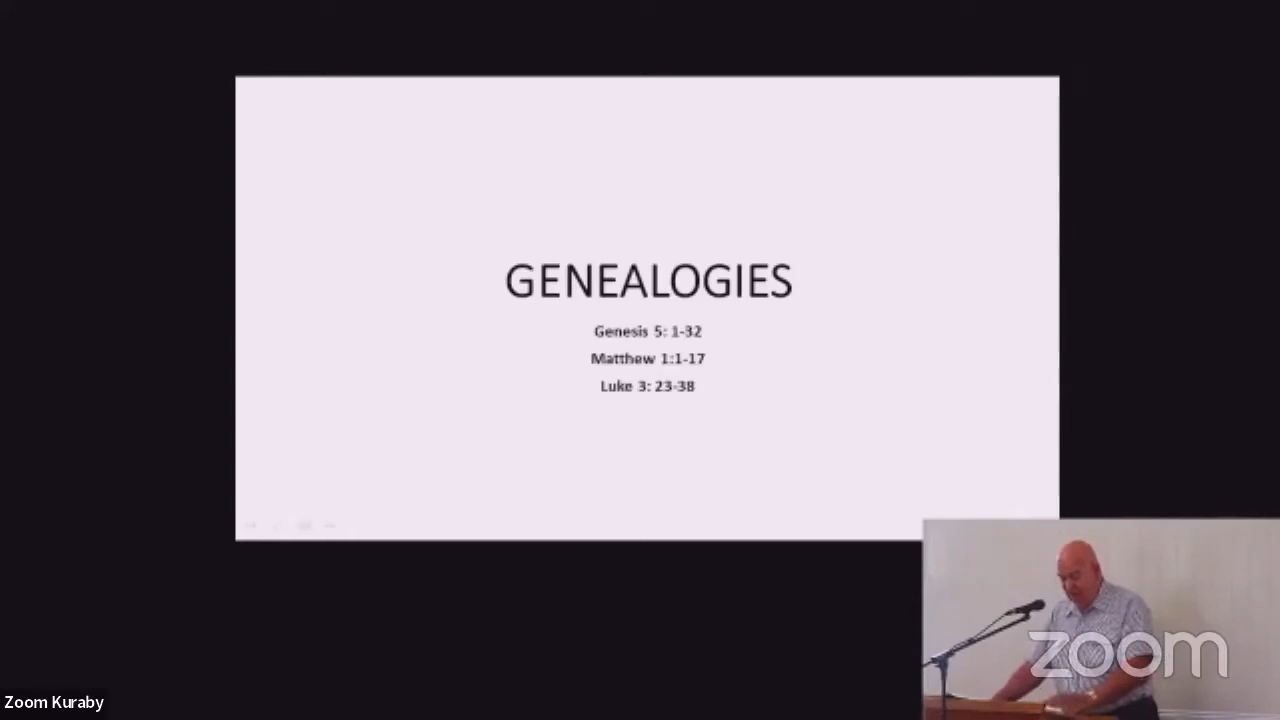 GENEALOGIES
Genesis 5: 1-32
Matthew 1:1-17
Luke 3: 23-38
zoom
Zoom Kuraby